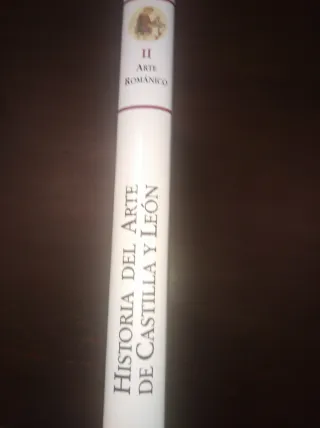 II
ARTE
ROMÁNICO
HISTORIA DEL ARTE
DE CASTILLA Y LEÓN